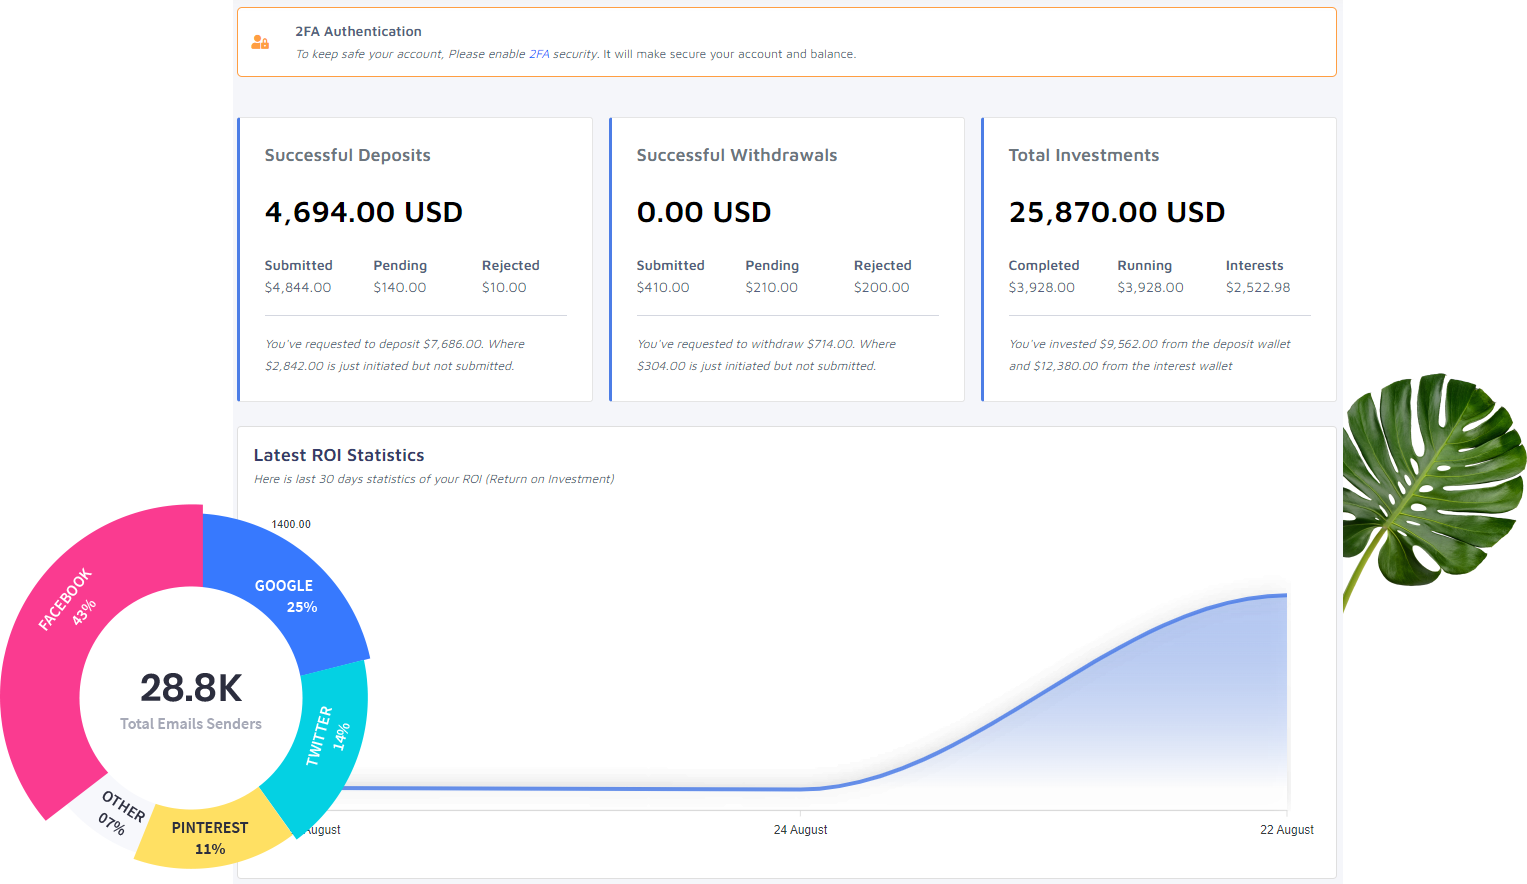 2FA Authentication
To keep safe your account, Please enable 2FA security. It will make secure your account and balance.
Successful Deposits
4,694.00 USD
Submitted Pending Rejected
$4,844.00 $140.00 $10.00
You've requested to deposit $7,686.00. Where
$2,842.00 is just initiated but not submitted.
Successful Withdrawals
0.00 USD
Submitted Pending Rejected
$410.00 $210.00 $200.00
You've requested to withdraw $714.00. Where
$304.00 is just initiated but not submitted.
Total Investments
25,870.00 USD
Completed Running Interests
$3,928.00 $3,928.00 $2,522.98
You've invested $9,562.00 from the deposit wallet
and $12,380.00 from the interest wallet
Latest ROI Statistics
Here is last 30 days statistics of your ROI (Return on Investment)
1400.00
August 24 August 22 August
FACEBOOK
43%
GOOGLE
25%
28.8K
Total Emails Senders
TWITTER
14%
OTHER
07%
PINTEREST
11%